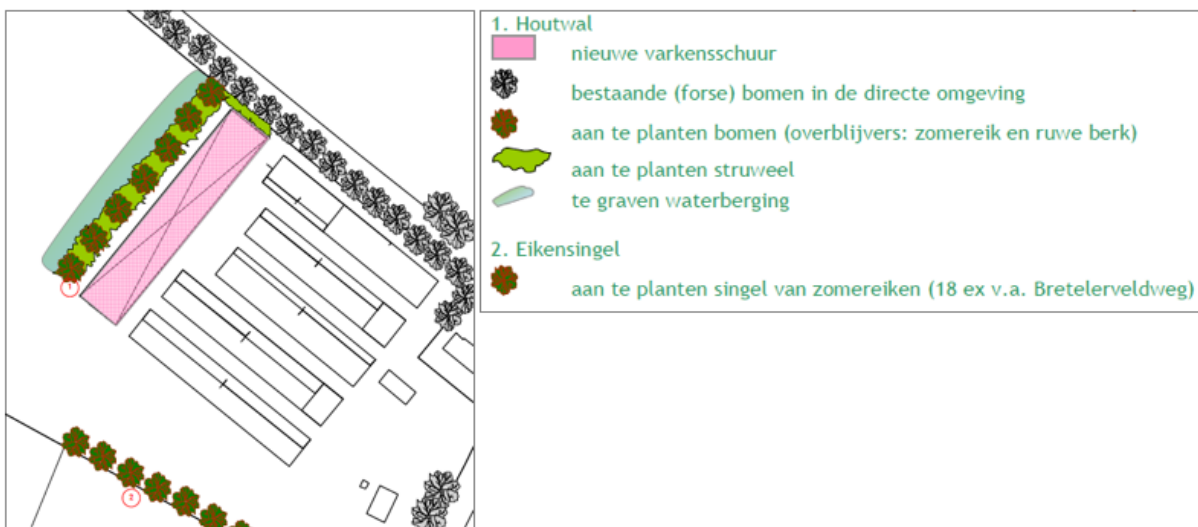 1. Houtwal
nieuwe varkensschuur
bestaande (forse) bomen in de directe omgeving
aan te planten bomen (overblijvers: zomereik en ruwe berk)
aan te planten struweel
te graven waterberging
2. Eikensingel
aan te planten singel van zomereiken (18 ex v.a. Bretelerveldweg)
1
2